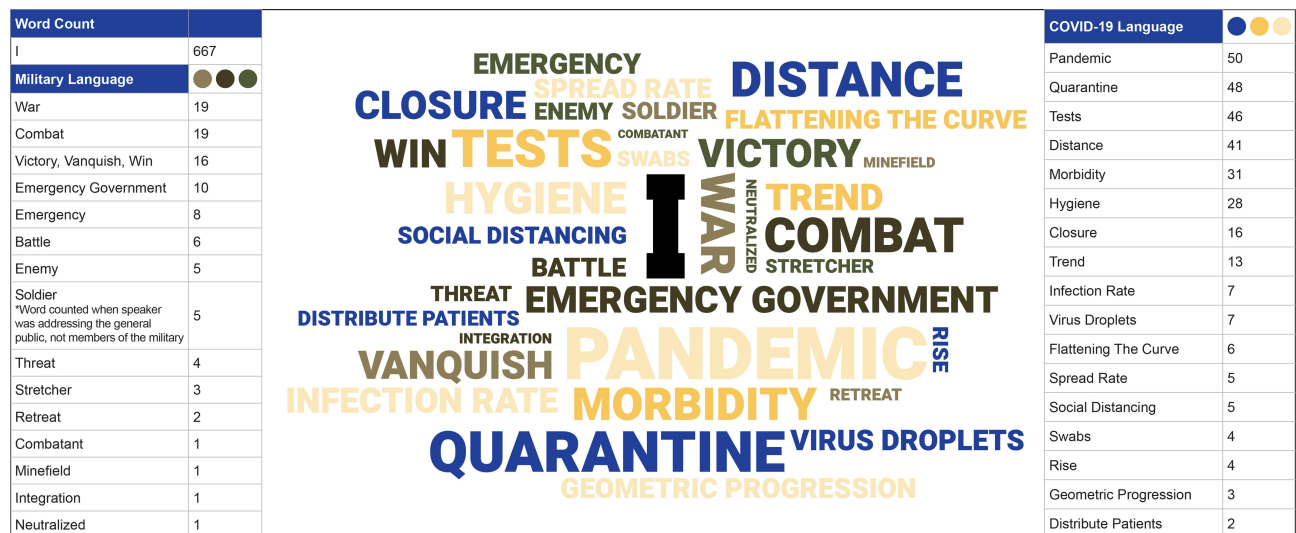 Word Count
I 667
Military Language
War 19
Combat 19
Victory, Vanquish, Win 16
Emergency Government 10
Emergency 8
Battle 6
Enemy 5
Soldier
*Word counted when speaker
was addressing the general
public, not members of the military
5
Threat 4
Stretcher 3
Retreat 2
Combatant 1
Minefield 1
Integration 1
Neutralized 1
EMERGENCY
SPREAD RATE
DISTANCE
CLOSURE
ENEMY
SOLDIER
FLATTENING THE CURVE
WIN
TESTS
COMBATANT
SWABS
VICTORY
MINEFIELD
HYGIENE
I
WAR
NEUTRALIZED
TREND
SOCIAL DISTANCING
COMBAT
BATTLE
STRETCHER
THREAT
EMERGENCY GOVERNMENT
DISTRIBUTE PATIENTS
INTEGRATION
VANQUISH
PANDEMIC
RISE
INFECTION RATE
MORBIDITY
RETREAT
QUARANTINE
VIRUS DROPLETS
GEOMETRIC PROGRESSION
COVID-19 Language
Pandemic 50
Quarantine 48
Tests 46
Distance 41
Morbidity 31
Hygiene 28
Closure 16
Trend 13
Infection Rate 7
Virus Droplets 7
Flattening The Curve 6
Spread Rate 5
Social Distancing 5
Swabs 4
Rise 4
Geometric Progression 3
Distribute Patients 2